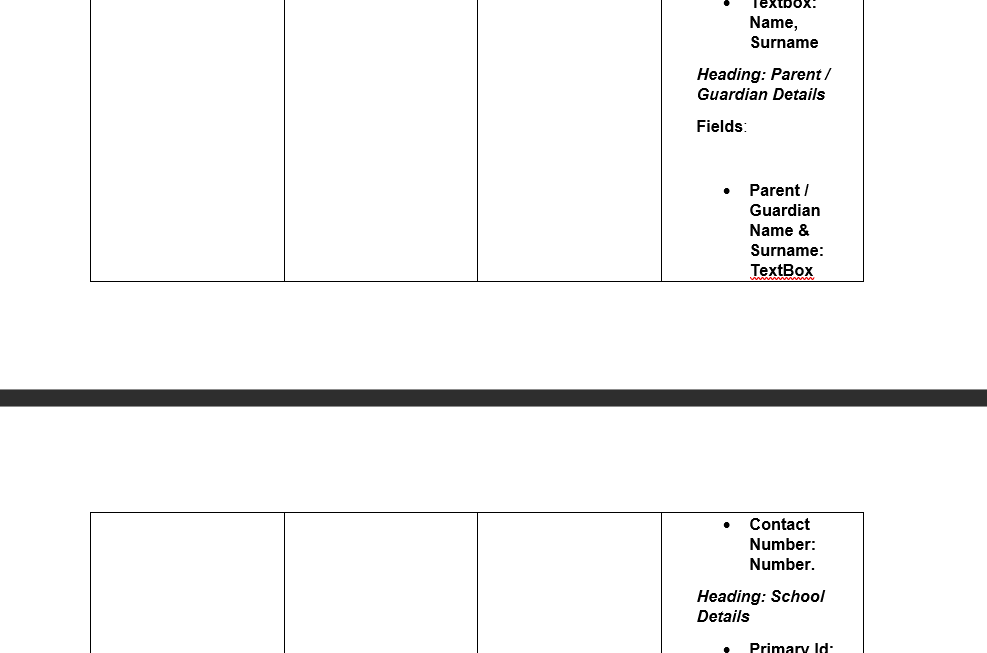 • Textbox:
Name,
Surname
Heading: Parent /
Guardian Details
Fields:
• Parent /
Guardian
Name &
Surname:
TextBox
• Contact
Number:
Number.
Heading: School
Details
• Primary Id: